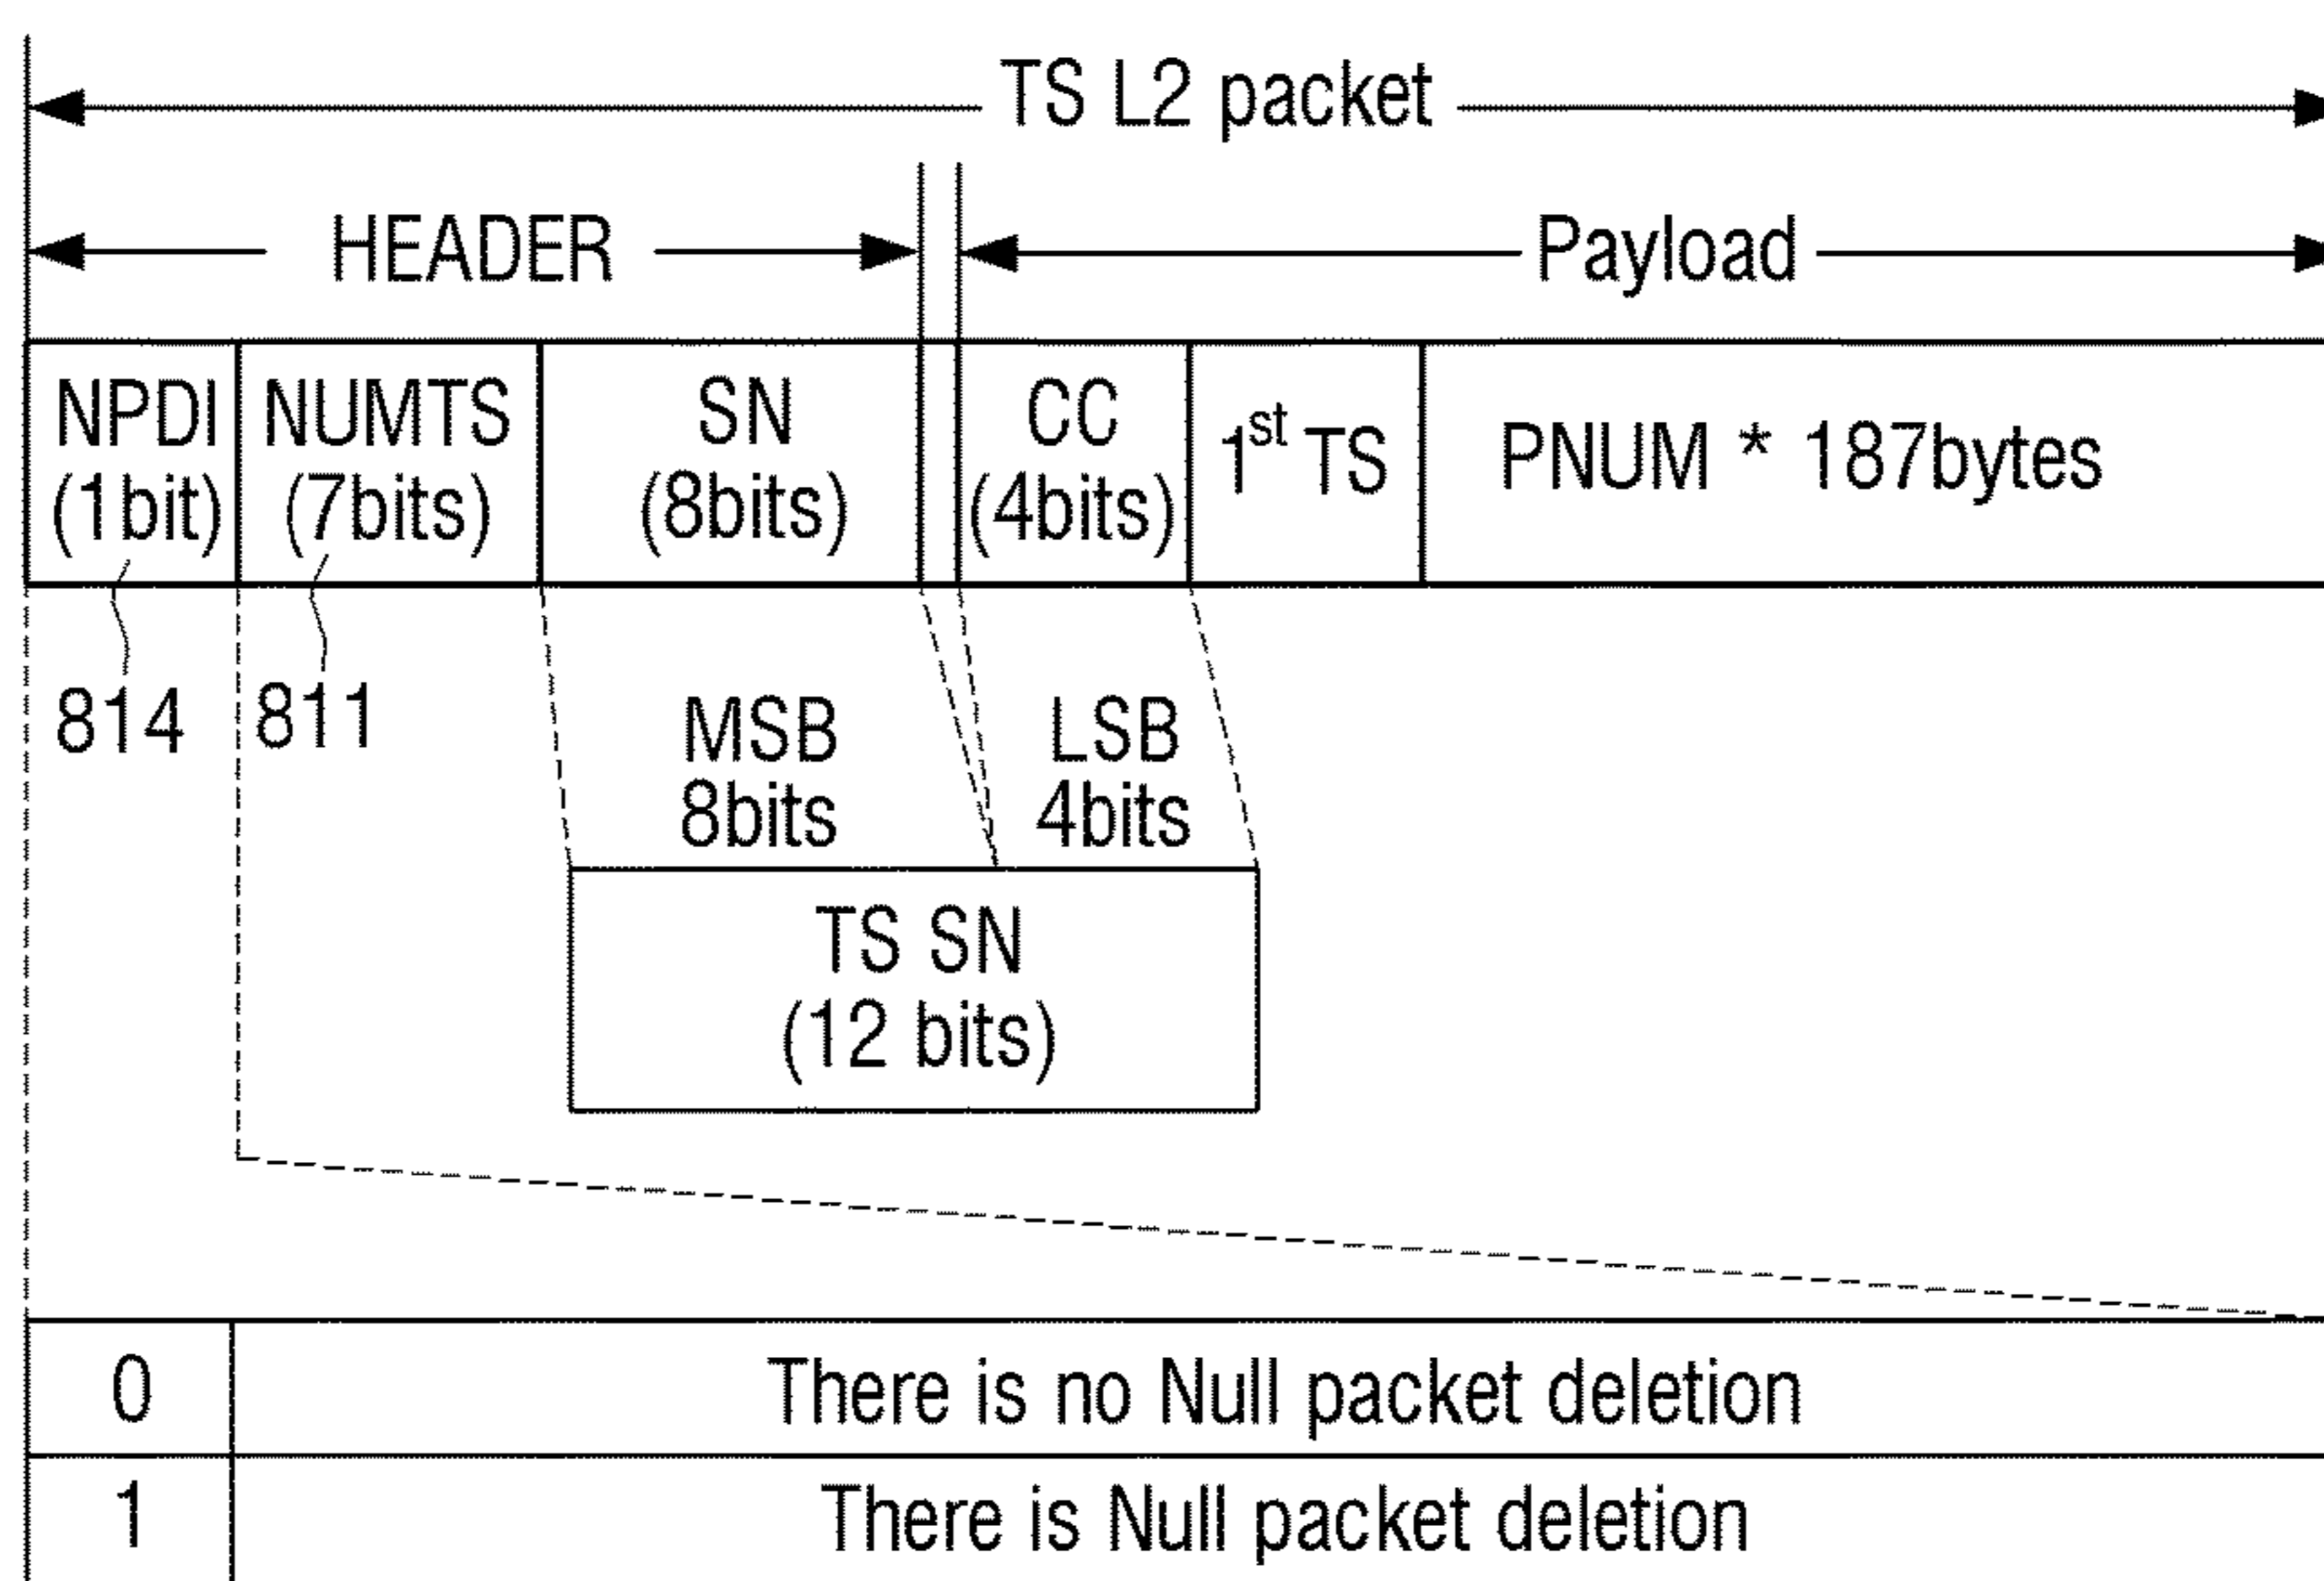 TS L2 packet
HEADER
Payload
NPDI
(1bit)
NUMTS
(7bits)
SN
(8bits)
CC
(4bits)
1st TS
PNUM * 187bytes
814
811
MSB
8bits
LSB
4bits
TS SN
(12 bits)
0
There is no Null packet deletion
1
There is Null packet deletion